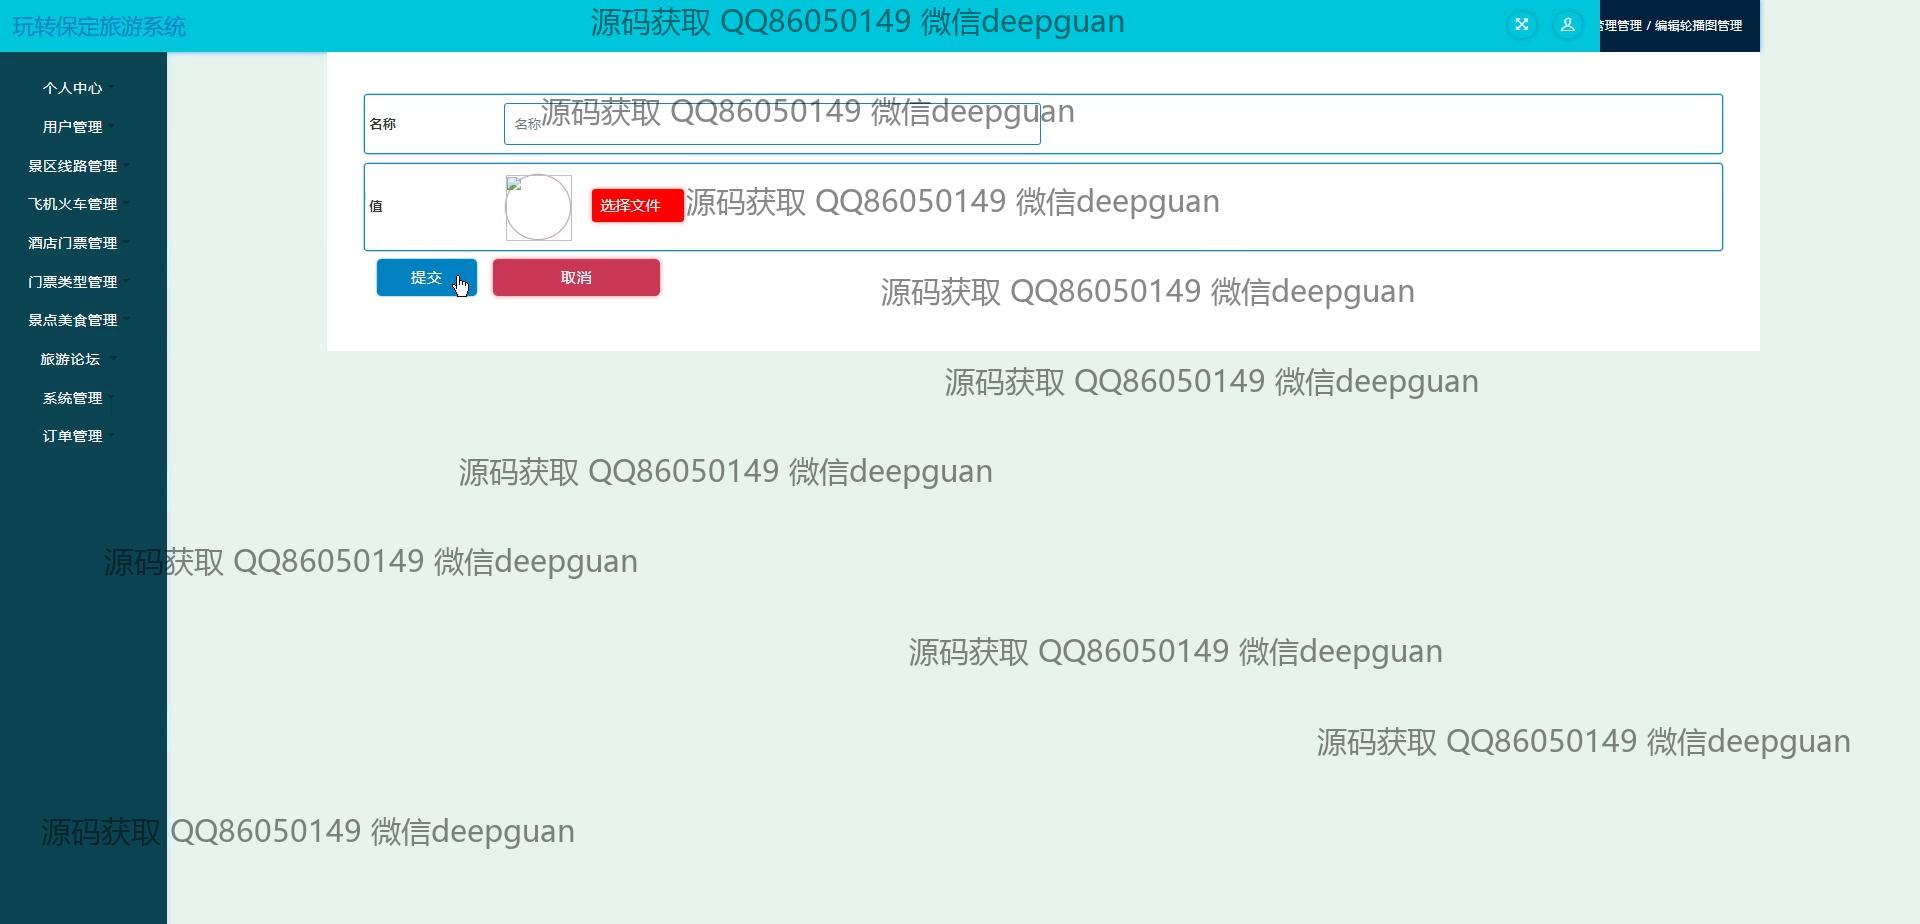 玩转保定旅游系统
源码获取 QQ86050149 微信deepguan
管理管理 / 编辑轮播图管理
个人中心
用户管理
景区线路管理
飞机火车管理
酒店门票管理
门票类型管理
景点美食管理
旅游论坛
系统管理
订单管理
名称
名称
源码获取 QQ86050149 微信deepguan
值
选择文件
源码获取 QQ86050149 微信deepguan
提交
取消
源码获取 QQ86050149 微信deepguan
源码获取 QQ86050149 微信deepguan
源码获取 QQ86050149 微信deepguan
源码获取 QQ86050149 微信deepguan
源码获取 QQ86050149 微信deepguan
源码获取 QQ86050149 微信deepguan
源码获取 QQ86050149 微信deepguan